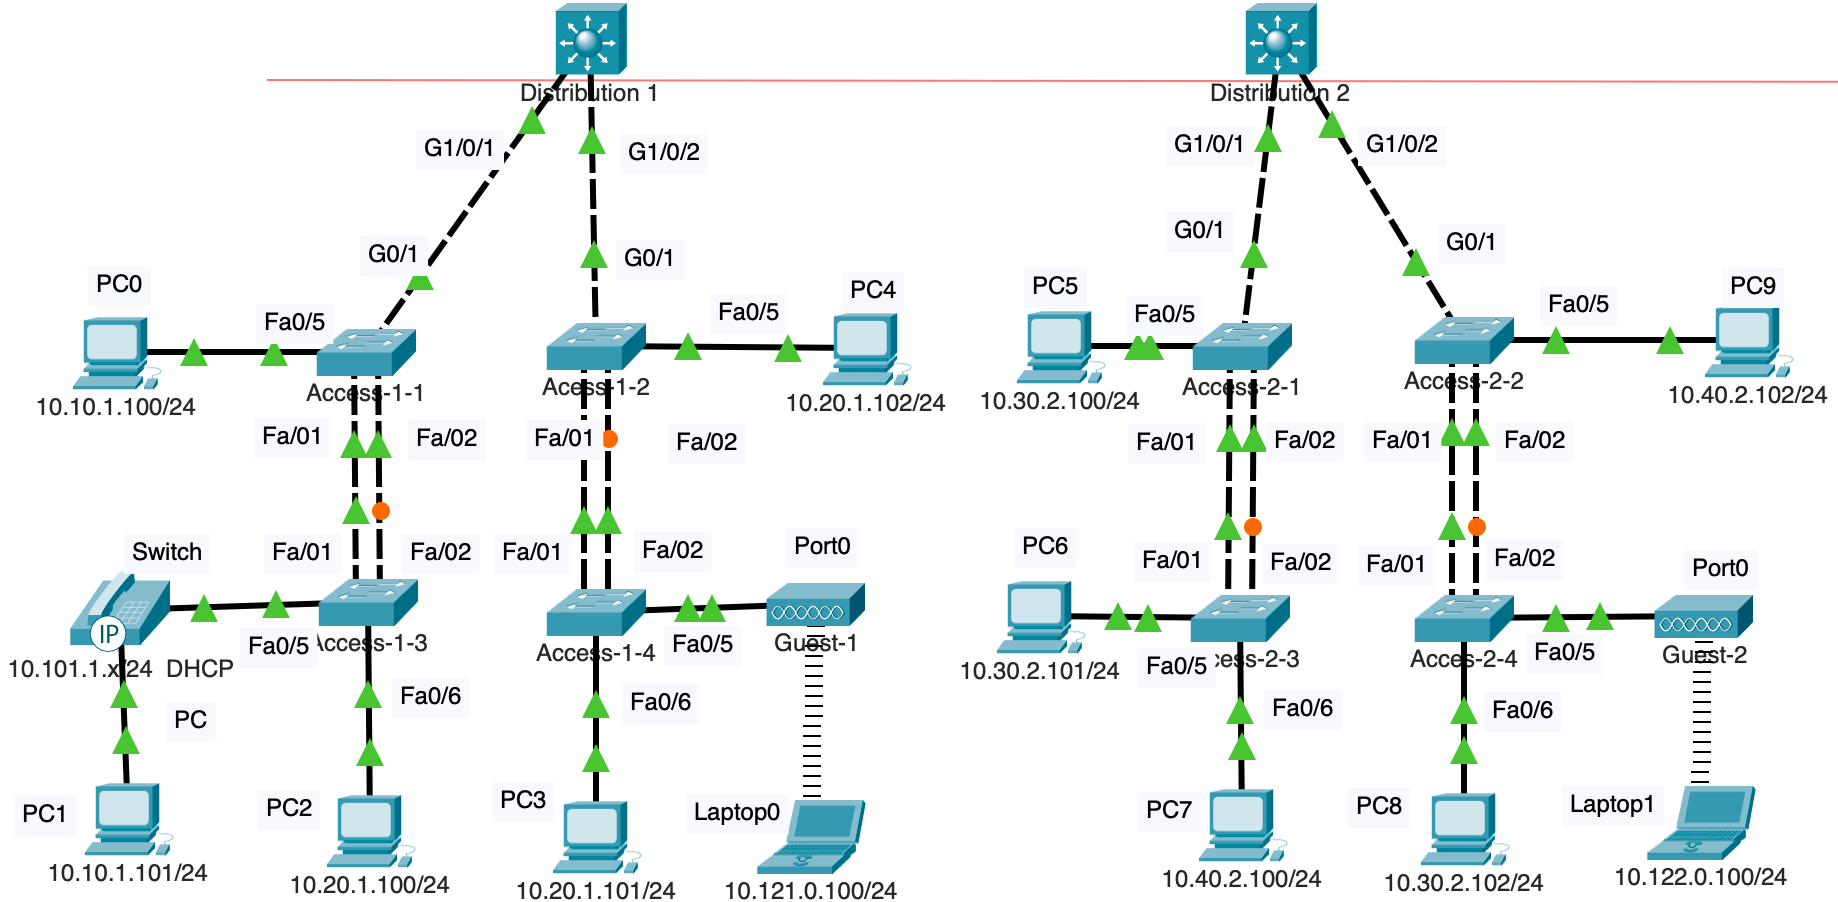 Distribution 1
Distribution 2
G1/0/1
G1/0/2
G1/0/1
G1/0/2
G0/1
G0/1
G0/1
G0/1
PC0
Fa0/5
Fa0/5
PC4
PC5
Fa0/5
Fa0/5
PC9
Access-1-1
Acess-1-2
Access-2-1
Access-2-2
10.10.1.100/24
10.20.1.102/24
10.30.2.100/24
10.40.2.102/24
Fa/01
Fa/02
Fa/01
Fa/02
Fa/01
Fa/02
Fa/01
Fa/02
Switch
Fa/01
Fa/02
Fa/01
Fa/02
Port0
PC6
Fa/01
Fa/02
Fa/01
Fa/02
Port0
IP
Fa0/5
Access-1-3
Access-1-4
Fa0/5
Guest-1
Fa0/5
cess-2-3
Acces-2-4
Fa0/5
Guest-2
10.101.1.x/24 DHCP
10.30.2.101/24
PC
Fa0/6
Fa0/6
Fa0/6
Fa0/6
PC1
PC2
PC3
Laptop0
PC7
PC8
Laptop1
10.10.1.101/24
10.20.1.100/24
10.20.1.101/24
10.121.0.100/24
10.40.2.100/24
10.30.2.102/24
10.122.0.100/24